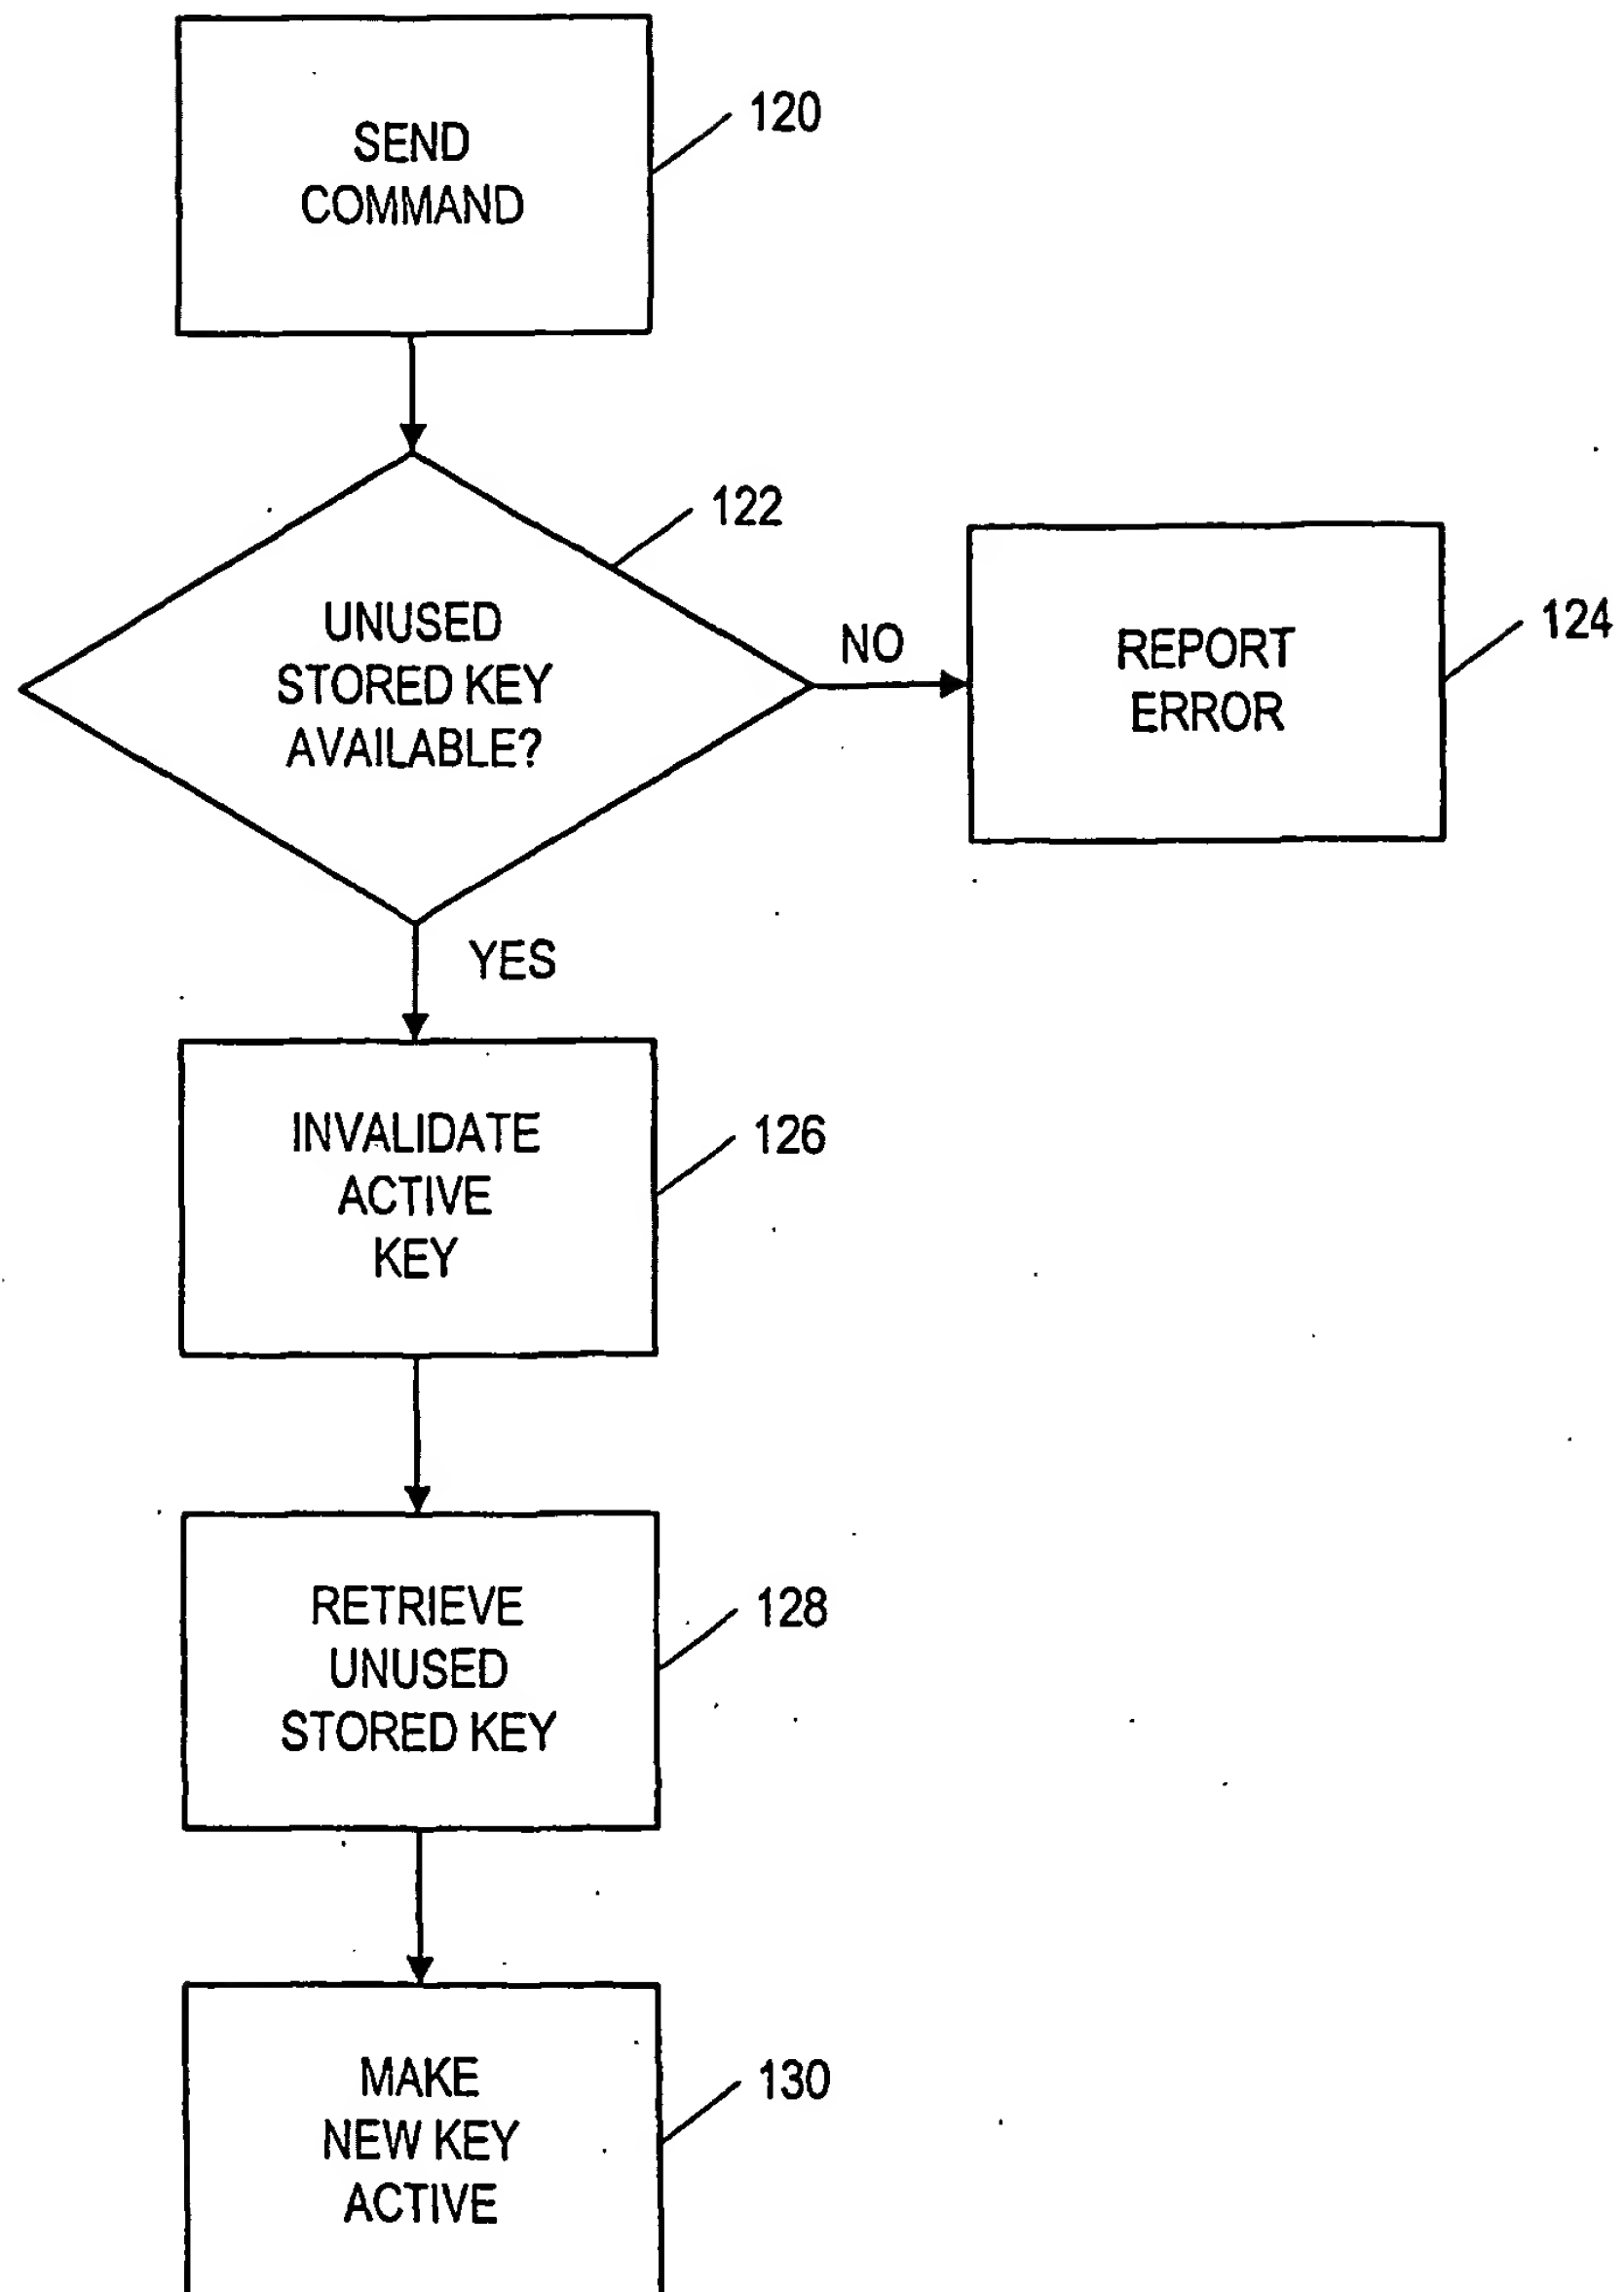 SEND
COMMAND
120
122
UNUSED
STORED KEY
AVAILABLE?
NO
REPORT
ERROR
124
YES
INVALIDATE
ACTIVE
KEY
126
RETRIEVE
UNUSED
STORED KEY
128
MAKE
NEW KEY
ACTIVE
130